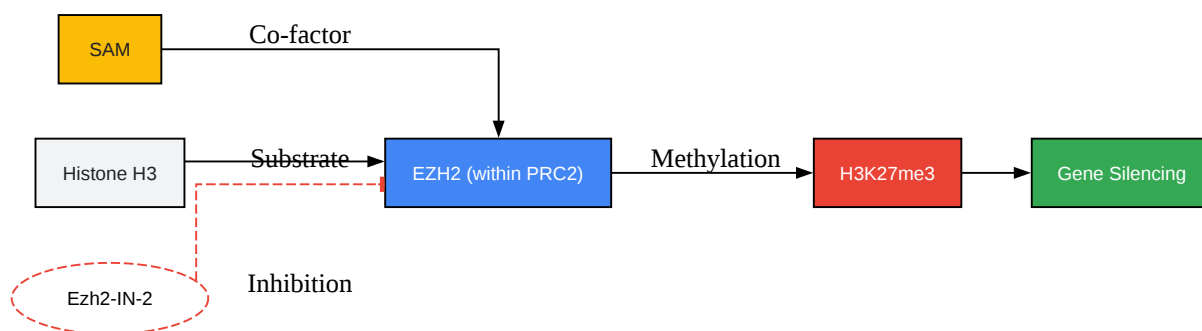 SAM
Co-factor
Histone H3
Substrate
EZH2 (within PRC2)
Methylation
H3K27me3
Gene Silencing
Ezh2-IN-2
Inhibition